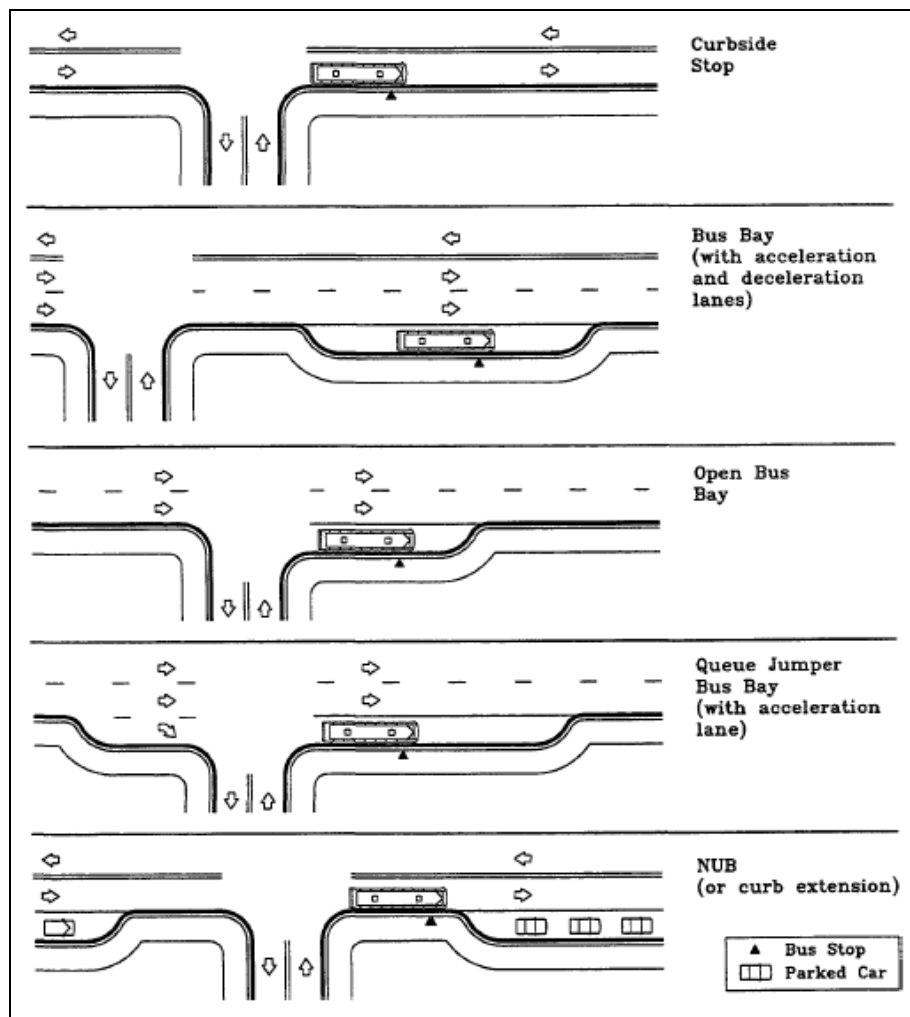 Curbside
Stop
Bus Bay
(with acceleration
and deceleration
lanes)
Open Bus
Bay
Queue Jumper
Bus Bay
(with acceleration
lane)
NUB
(or curb extension)
Bus Stop
Parked Car